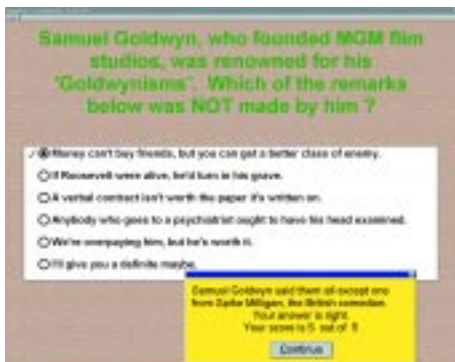 Samuel Goldwyn, who founded MGM film
studios, was renowned for his
'Goldwynisms'. Which of the remarks
below was NOT made by him ?
Money can't buy friends, but you can get a better class of enemy.
If Roosevelt were alive, he'd turn in his grave.
A verbal contract isn't worth the paper it's written on.
Anybody who goes to a psychiatrist ought to have his head examined.
We're overpaying him, but he's worth it.
I'll give you a definite maybe.
Samuel Goldwyn said them all except one
from Spike Milligan, the British comedian.
Your answer is right.
Your score is 5 out of
Continue